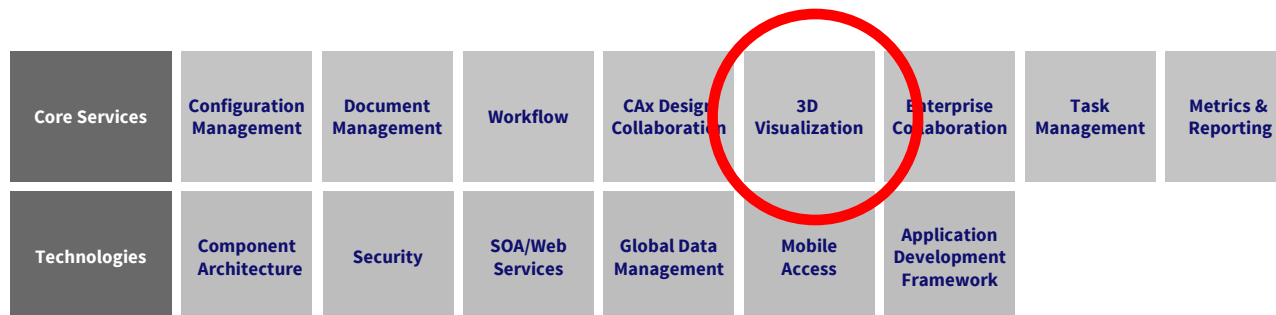 Core Services
Configuration
Management
Document
Management
Workflow
CAx Design
Collaboration
3D
Visualization
Enterprise
Collaboration
Task
Management
Metrics &
Reporting
Technologies
Component
Architecture
Security
SOA/Web
Services
Global Data
Management
Mobile
Access
Application
Development
Framework